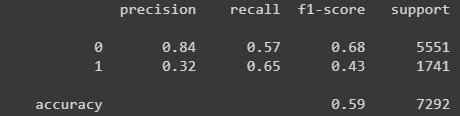 precision recall f1-score support
0 0.84 0.57 0.68 5551
1 0.32 0.65 0.43 1741
accuracy 0.59 7292